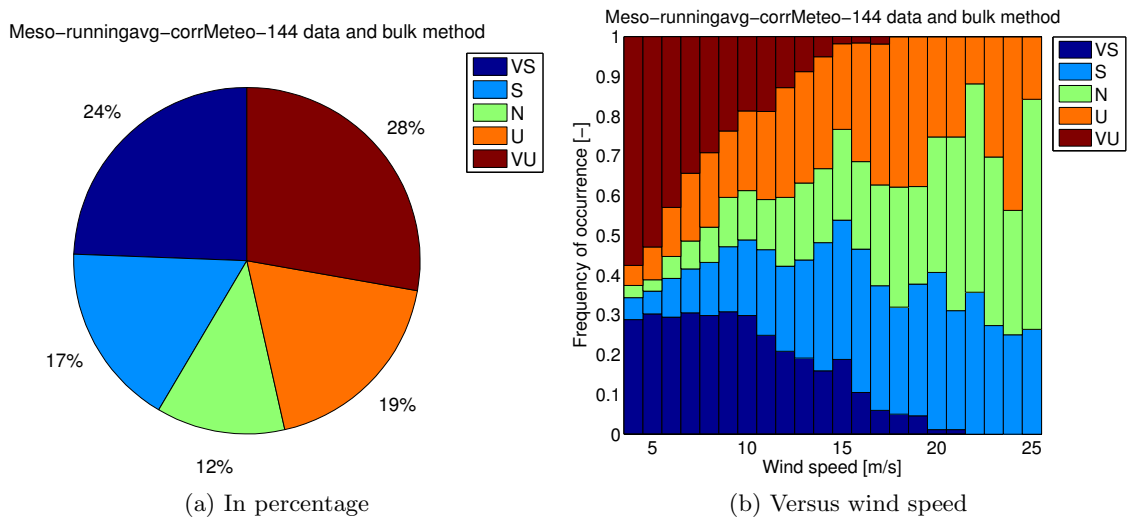 Meso-runningavg-corrMeteo-144 data and bulk method
VS
S
N
U
VU
24%
28%
17%
19%
12%
(a) In percentage
Meso-runningavg-corrMeteo-144 data and bulk method
VS
S
N
U
VU
Frequency of occurrence [-]
1
0.9
0.8
0.7
0.6
0.5
0.4
0.3
0.2
0.1
0
5 10 15 20 25
Wind speed [m/s]
(b) Versus wind speed